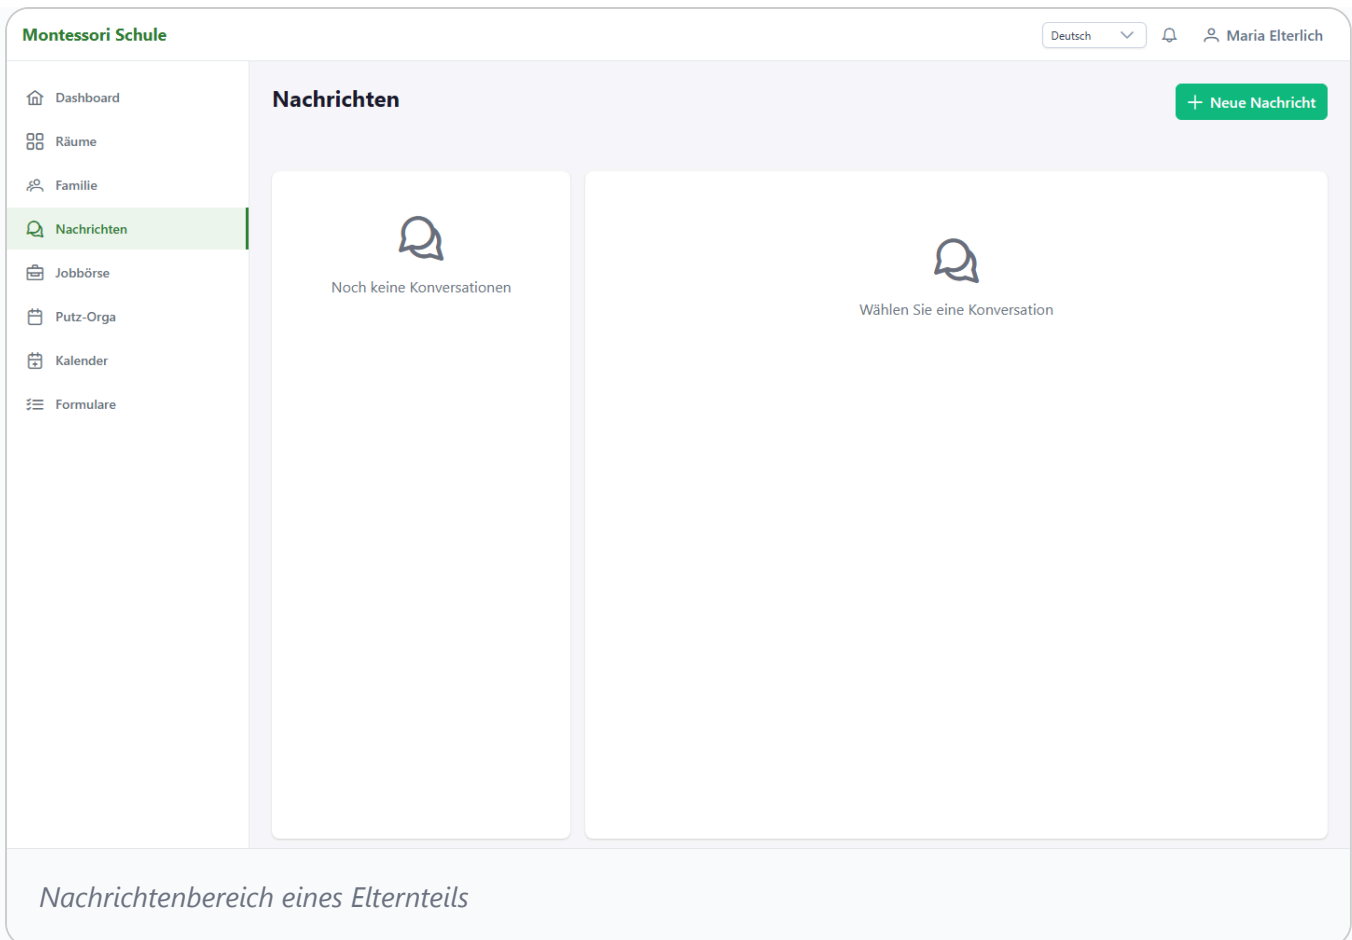 Montessori Schule
Deutsch
Maria Elterlich
Dashboard
Räume
Familie
Nachrichten
Jobbörse
Putz-Orga
Kalender
Formulare
Nachrichten
Neue Nachricht
Noch keine Konversationen
Wählen Sie eine Konversation
Nachrichtenbereich eines Elternteils